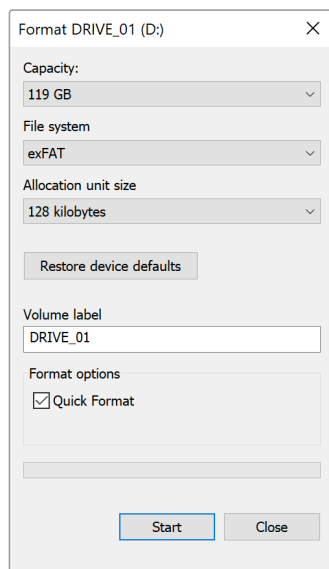 Format DRIVE_01 (D:)
Capacity:
119 GB
File system
exFAT
Allocation unit size
128 kilobytes
Restore device defaults
Volume label
DRIVE_01
Format options
Quick Format
Start Close